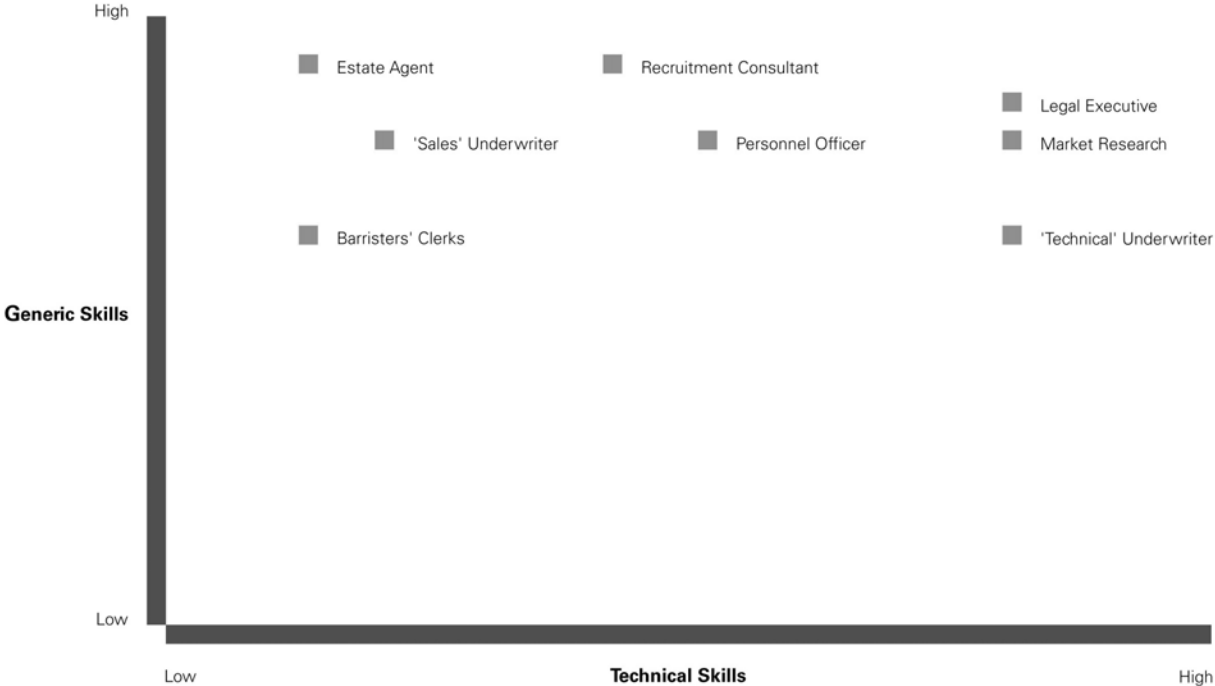 High
Estate Agent
Recruitment Consultant
Legal Executive
'Sales' Underwriter
Personnel Officer
Market Research
Barristers' Clerks
'Technical' Underwriter
Generic Skills
Low
Low
Technical Skills
High